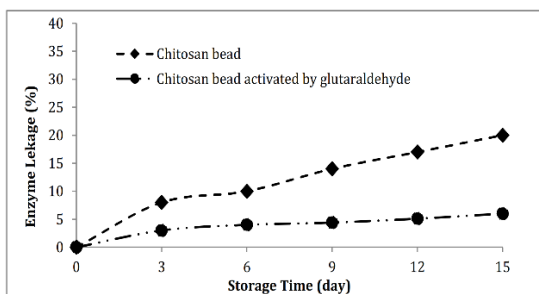 40
35
30
25
20
15
10
5
0
Enzyme Lekage (%)
Chitosan bead
Chitosan bead activated by glutaraldehyde
0 3 6 9 12 15
Storage Time (day)